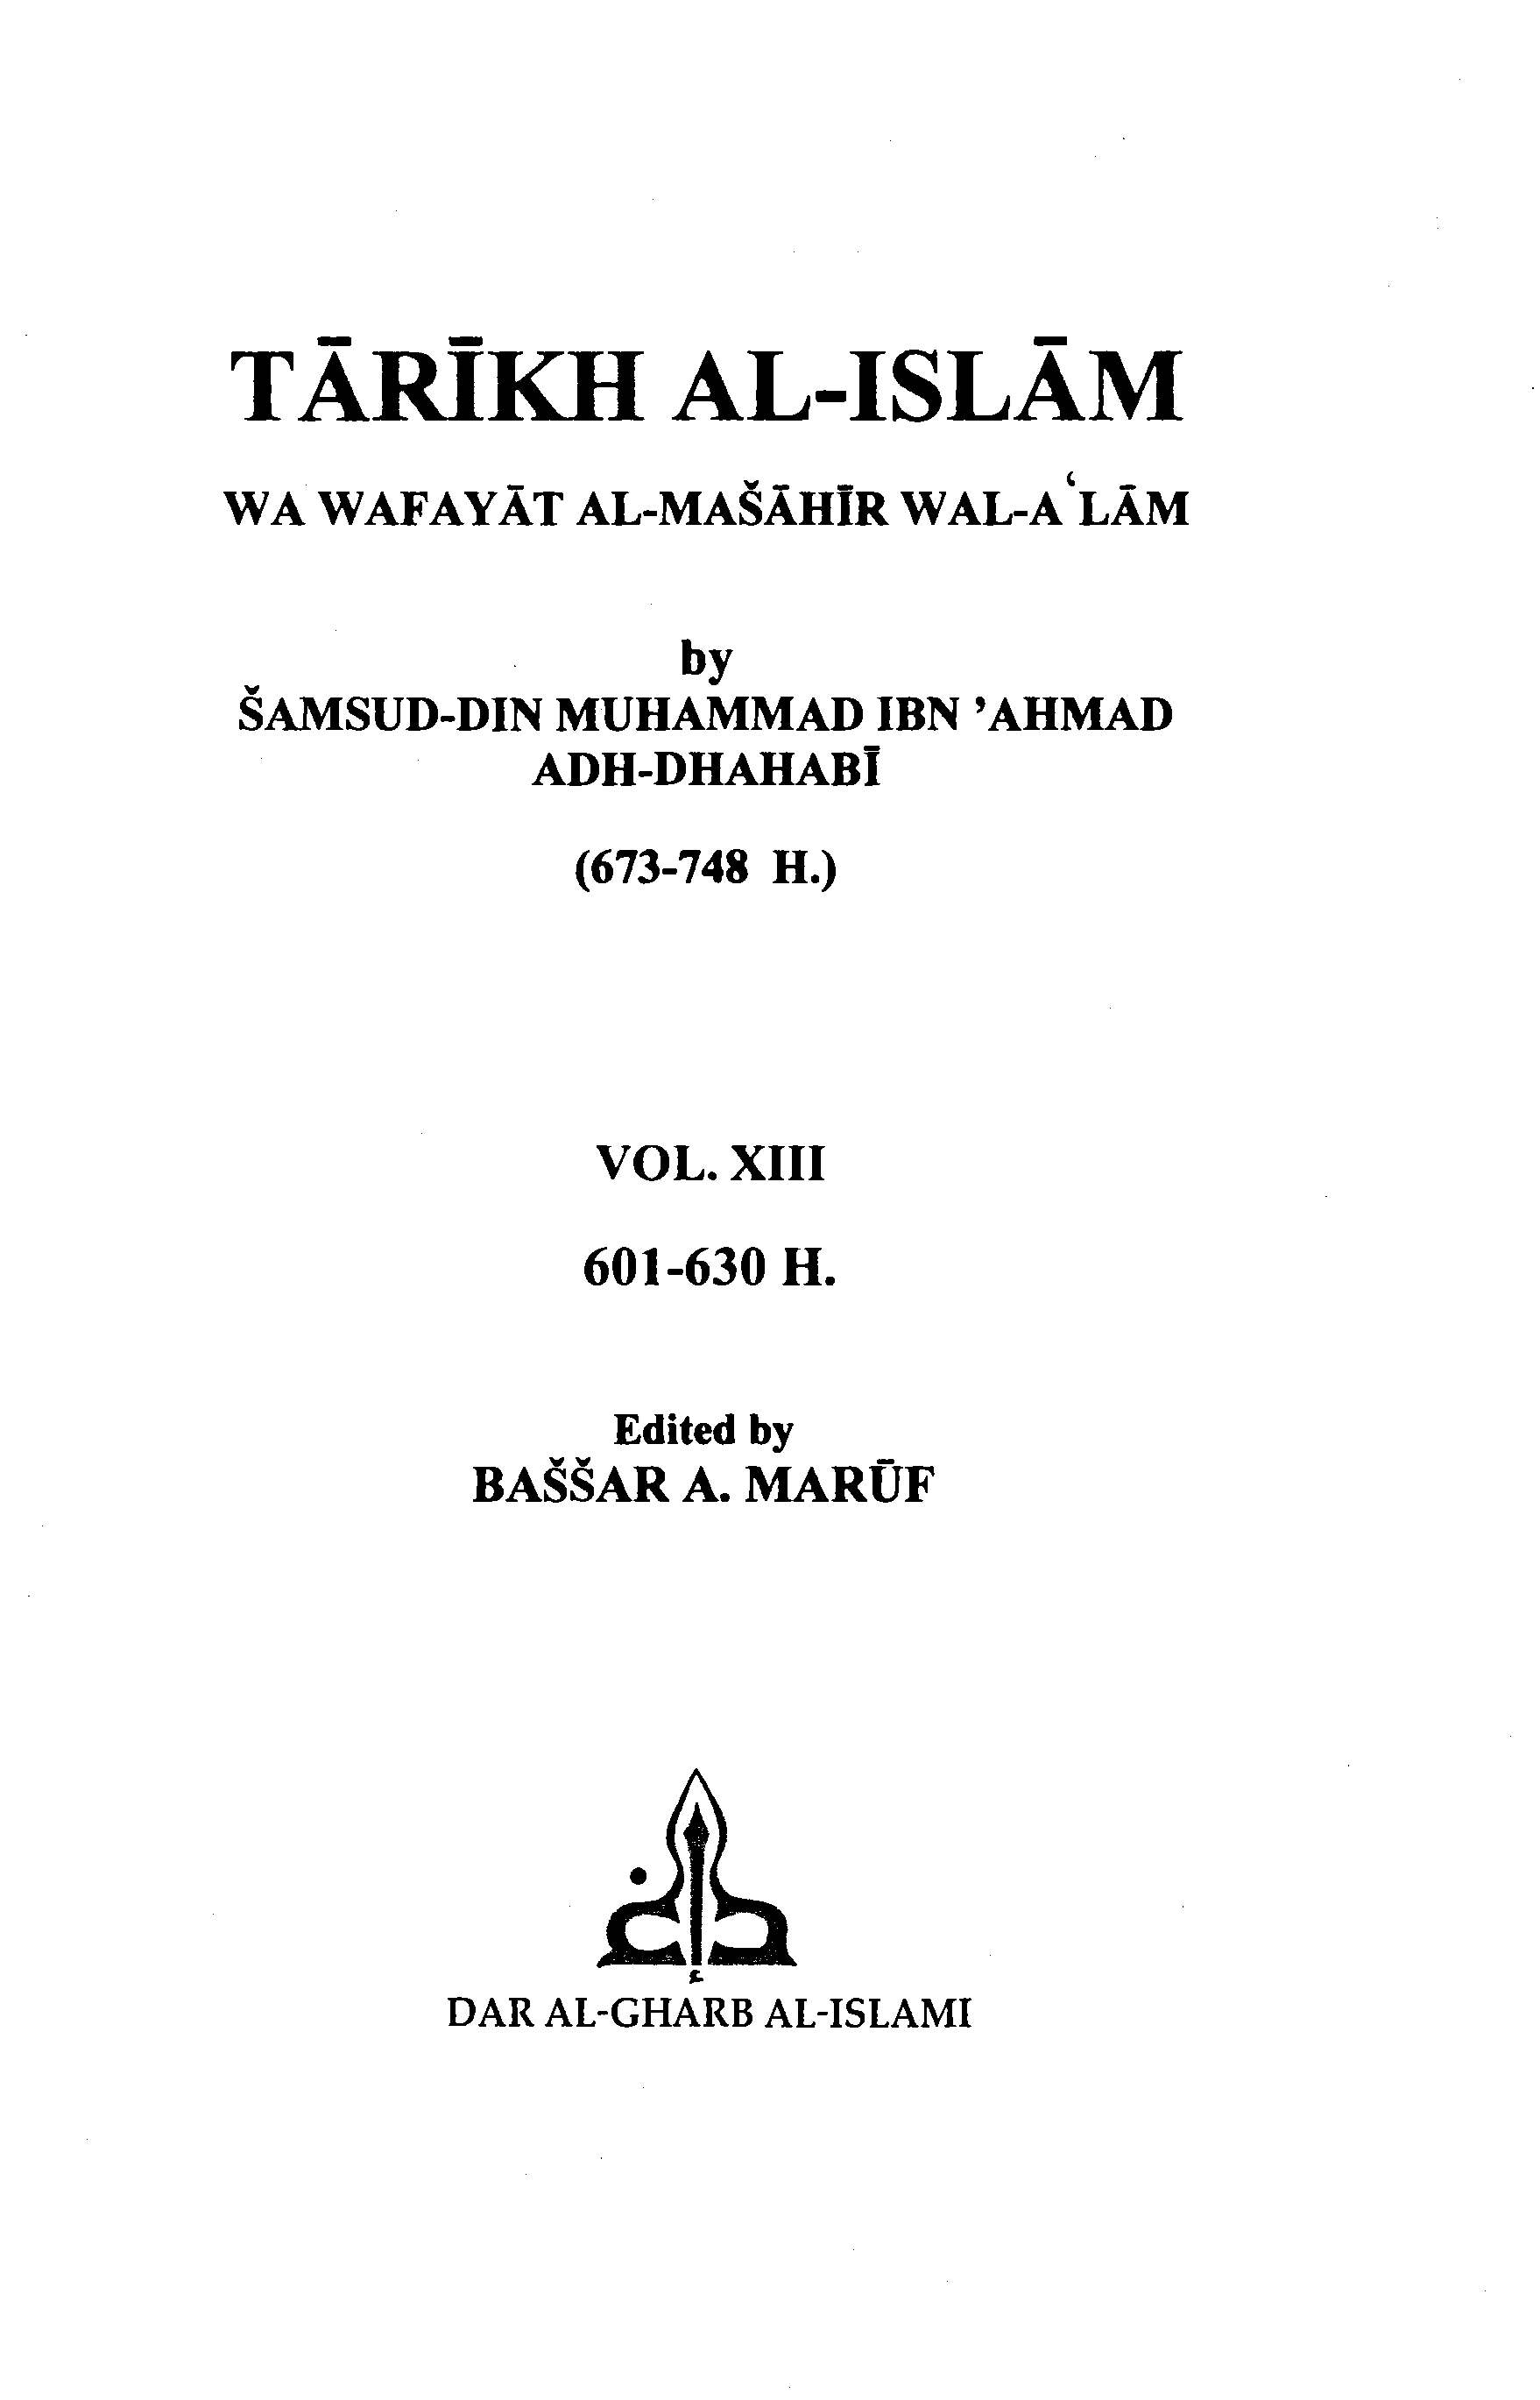 TĀRĪKH AL-ISLĀM
WA WAFAYĀT AL-MAŠĀHĪR WAL-AʿLĀM
by
ŠAMSUD-DIN MUHAMMAD IBN ’AHMAD
ADH-DHAHABĪ
(673-748 H.)
VOL. XIII
601-630 H.
Edited by
BAŠŠAR A. MARŪF
DAR AL-GHARB AL-ISLAMI